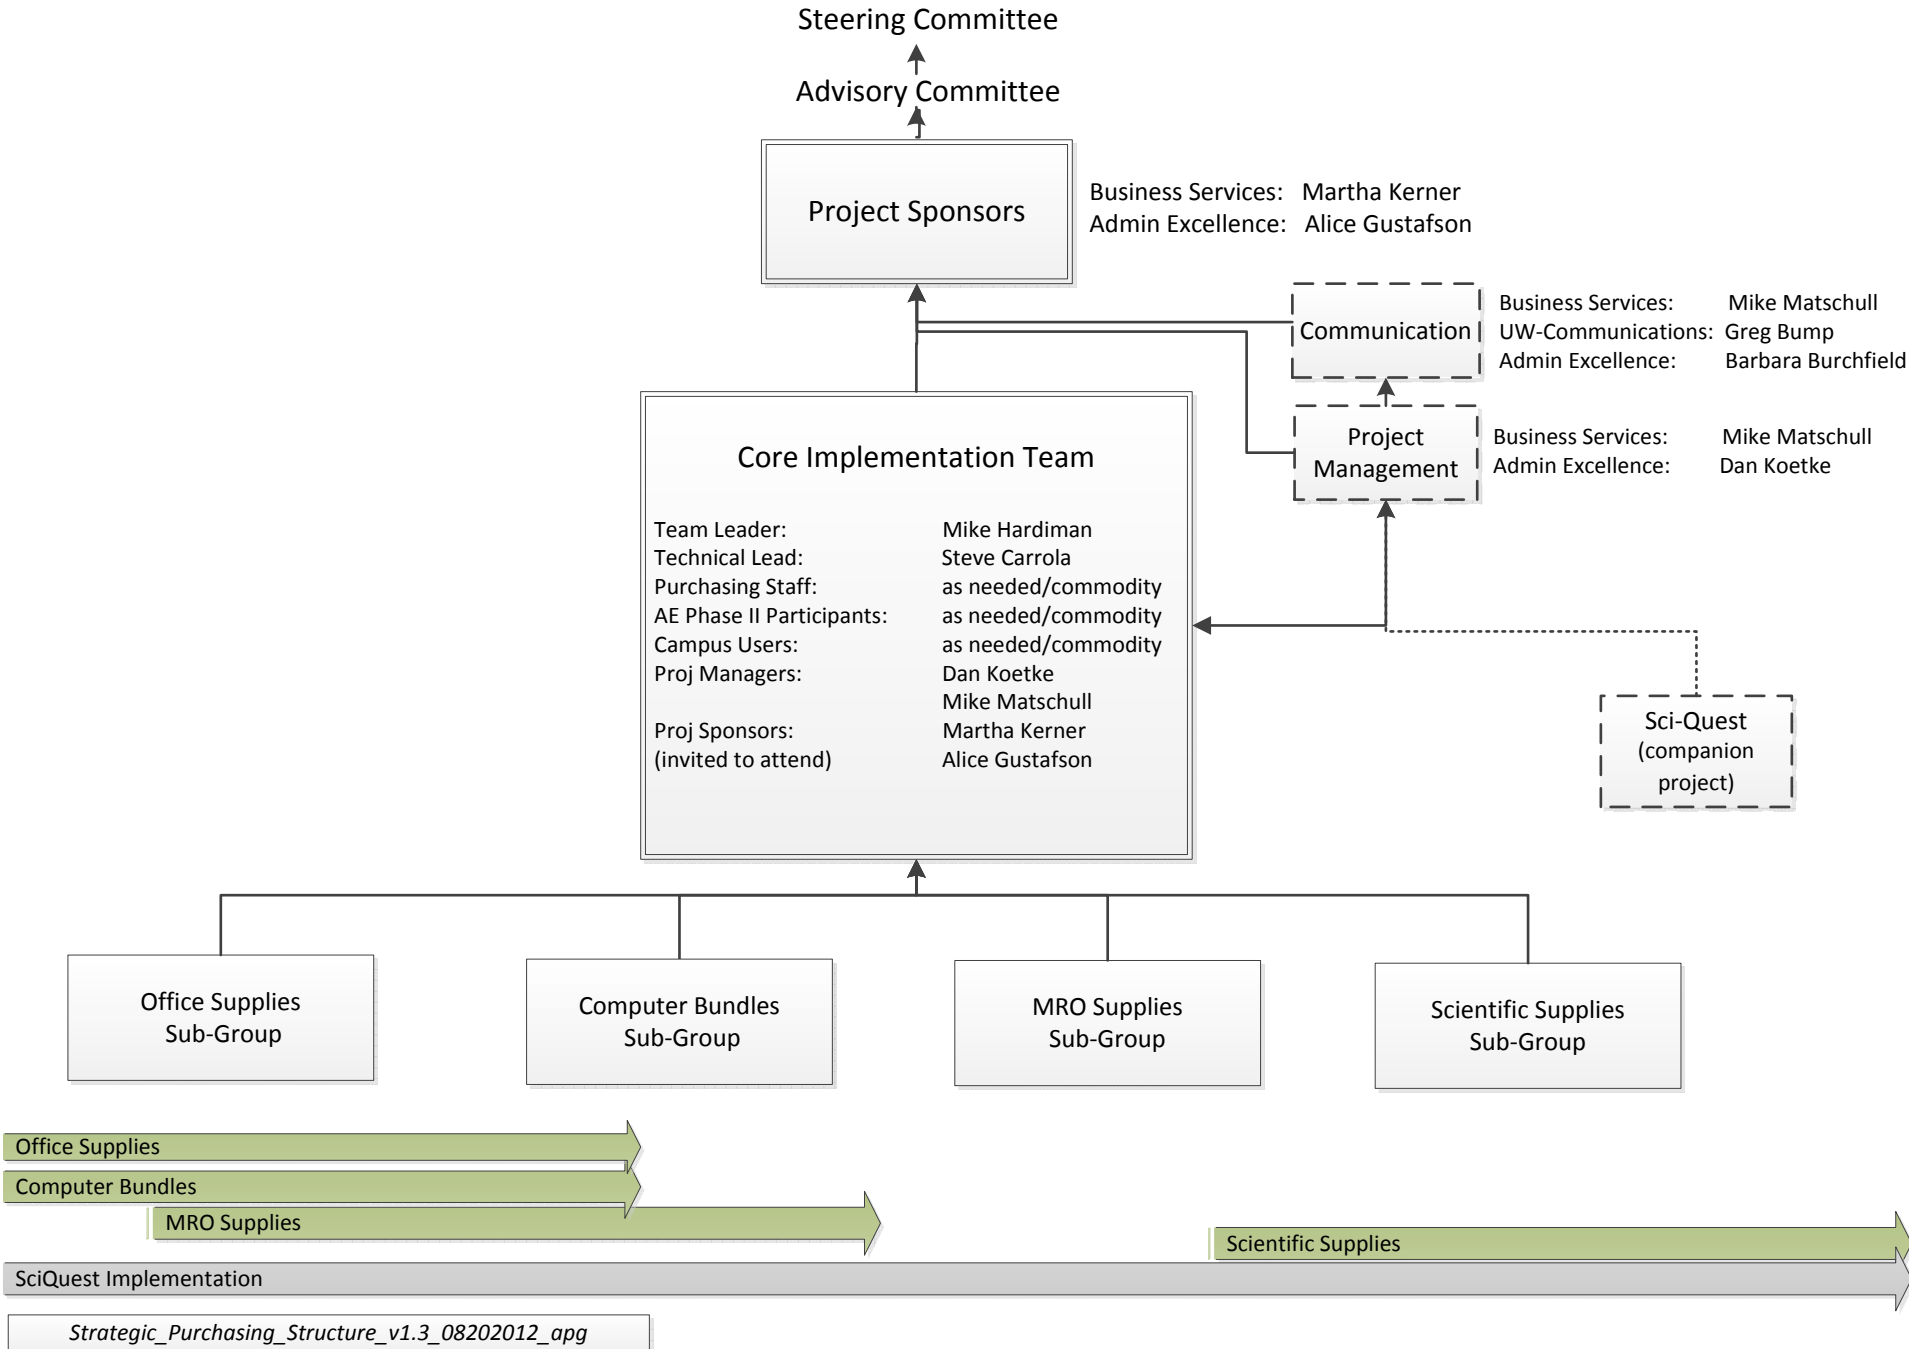 Steering Committee
Advisory Committee
Project Sponsors
Business Services: Martha Kerner
Admin Excellence: Alice Gustafson
Communication
Business Services: Mike Matschull
UW-Communications: Greg Bump
Admin Excellence: Barbara Burchfield
Project
Management
Business Services: Mike Matschull
Admin Excellence: Dan Koetke
Core Implementation Team
Team Leader: Mike Hardiman
Technical Lead: Steve Carrola
Purchasing Staff: as needed/commodity
AE Phase II Participants: as needed/commodity
Campus Users: as needed/commodity
Proj Managers: Dan Koetke
Mike Matschull
Proj Sponsors: Martha Kerner
(invited to attend) Alice Gustafson
Sci-Quest
(companion
project)
Office Supplies
Sub-Group
Computer Bundles
Sub-Group
MRO Supplies
Sub-Group
Scientific Supplies
Sub-Group
Office Supplies
Computer Bundles
MRO Supplies
Scientific Supplies
SciQuest Implementation
Strategic_Purchasing_Structure_v1.3_08202012_apg